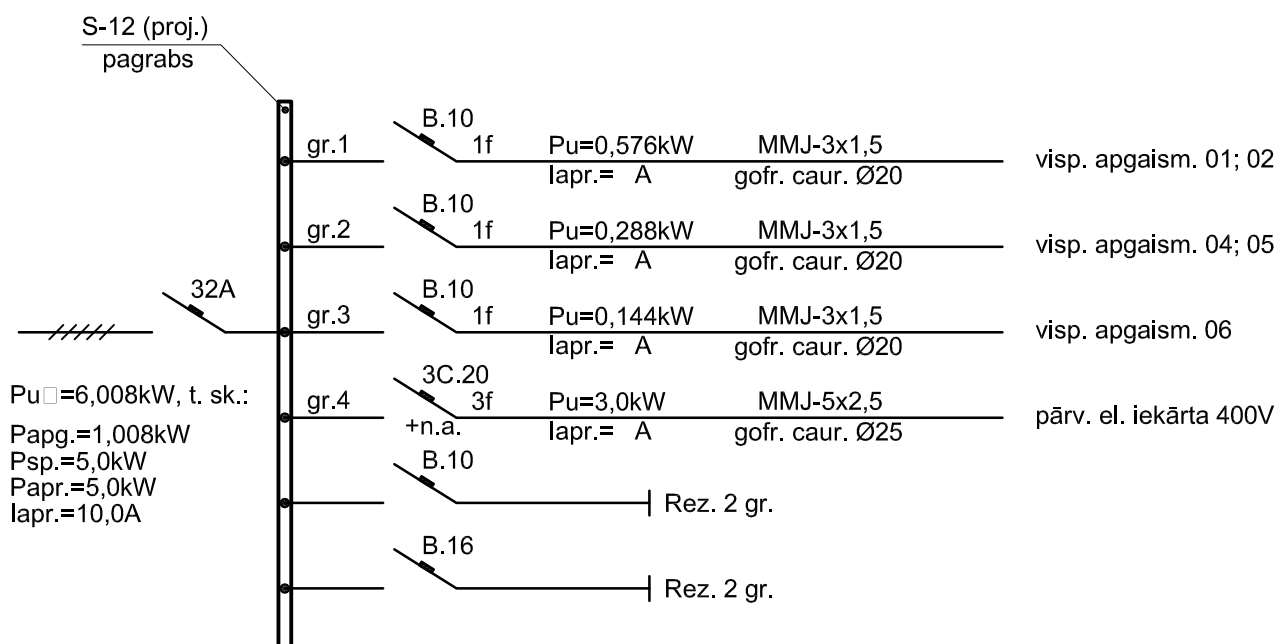 S-12 (proj.)
pagrabs
gr.1
B.10
1f
Pu=0,576kW
MMJ-3x1,5
Iapr.= A
gofr. caur. Ø20
visp. apgaism. 01; 02
gr.2
B.10
1f
Pu=0,288kW
MMJ-3x1,5
Iapr.= A
gofr. caur. Ø20
visp. apgaism. 04; 05
32A
gr.3
B.10
1f
Pu=0,144kW
MMJ-3x1,5
Iapr.= A
gofr. caur. Ø20
visp. apgaism. 06
Pu□=6,008kW, t. sk.:
Papg.=1,008kW
Psp.=5,0kW
Papr.=5,0kW
Iapr.=10,0A
gr.4
3C.20
+n.a.
3f
Pu=3,0kW
MMJ-5x2,5
Iapr.= A
gofr. caur. Ø25
pārv. el. iekārta 400V
B.10
Rez. 2 gr.
B.16
Rez. 2 gr.